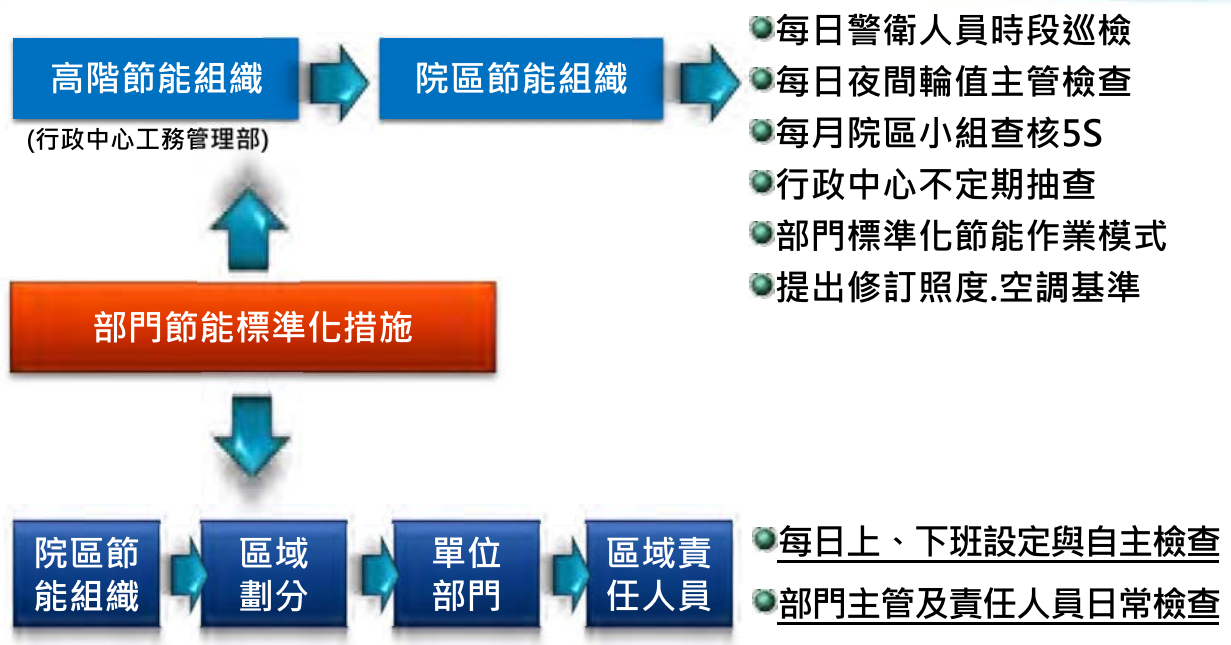 高階節能組織
(行政中心工務管理部)
院區節能組織
每日警衛人員時段巡檢
每日夜間輪值主管檢查
每月院區小組查核5S
行政中心不定期抽查
部門標準化節能作業模式
提出修訂照度.空調基準
部門節能標準化措施
院區節
能組織
區域
劃分
單位
部門
區域責
任人員
每日上、下班設定與自主檢查
部門主管及責任人員日常檢查